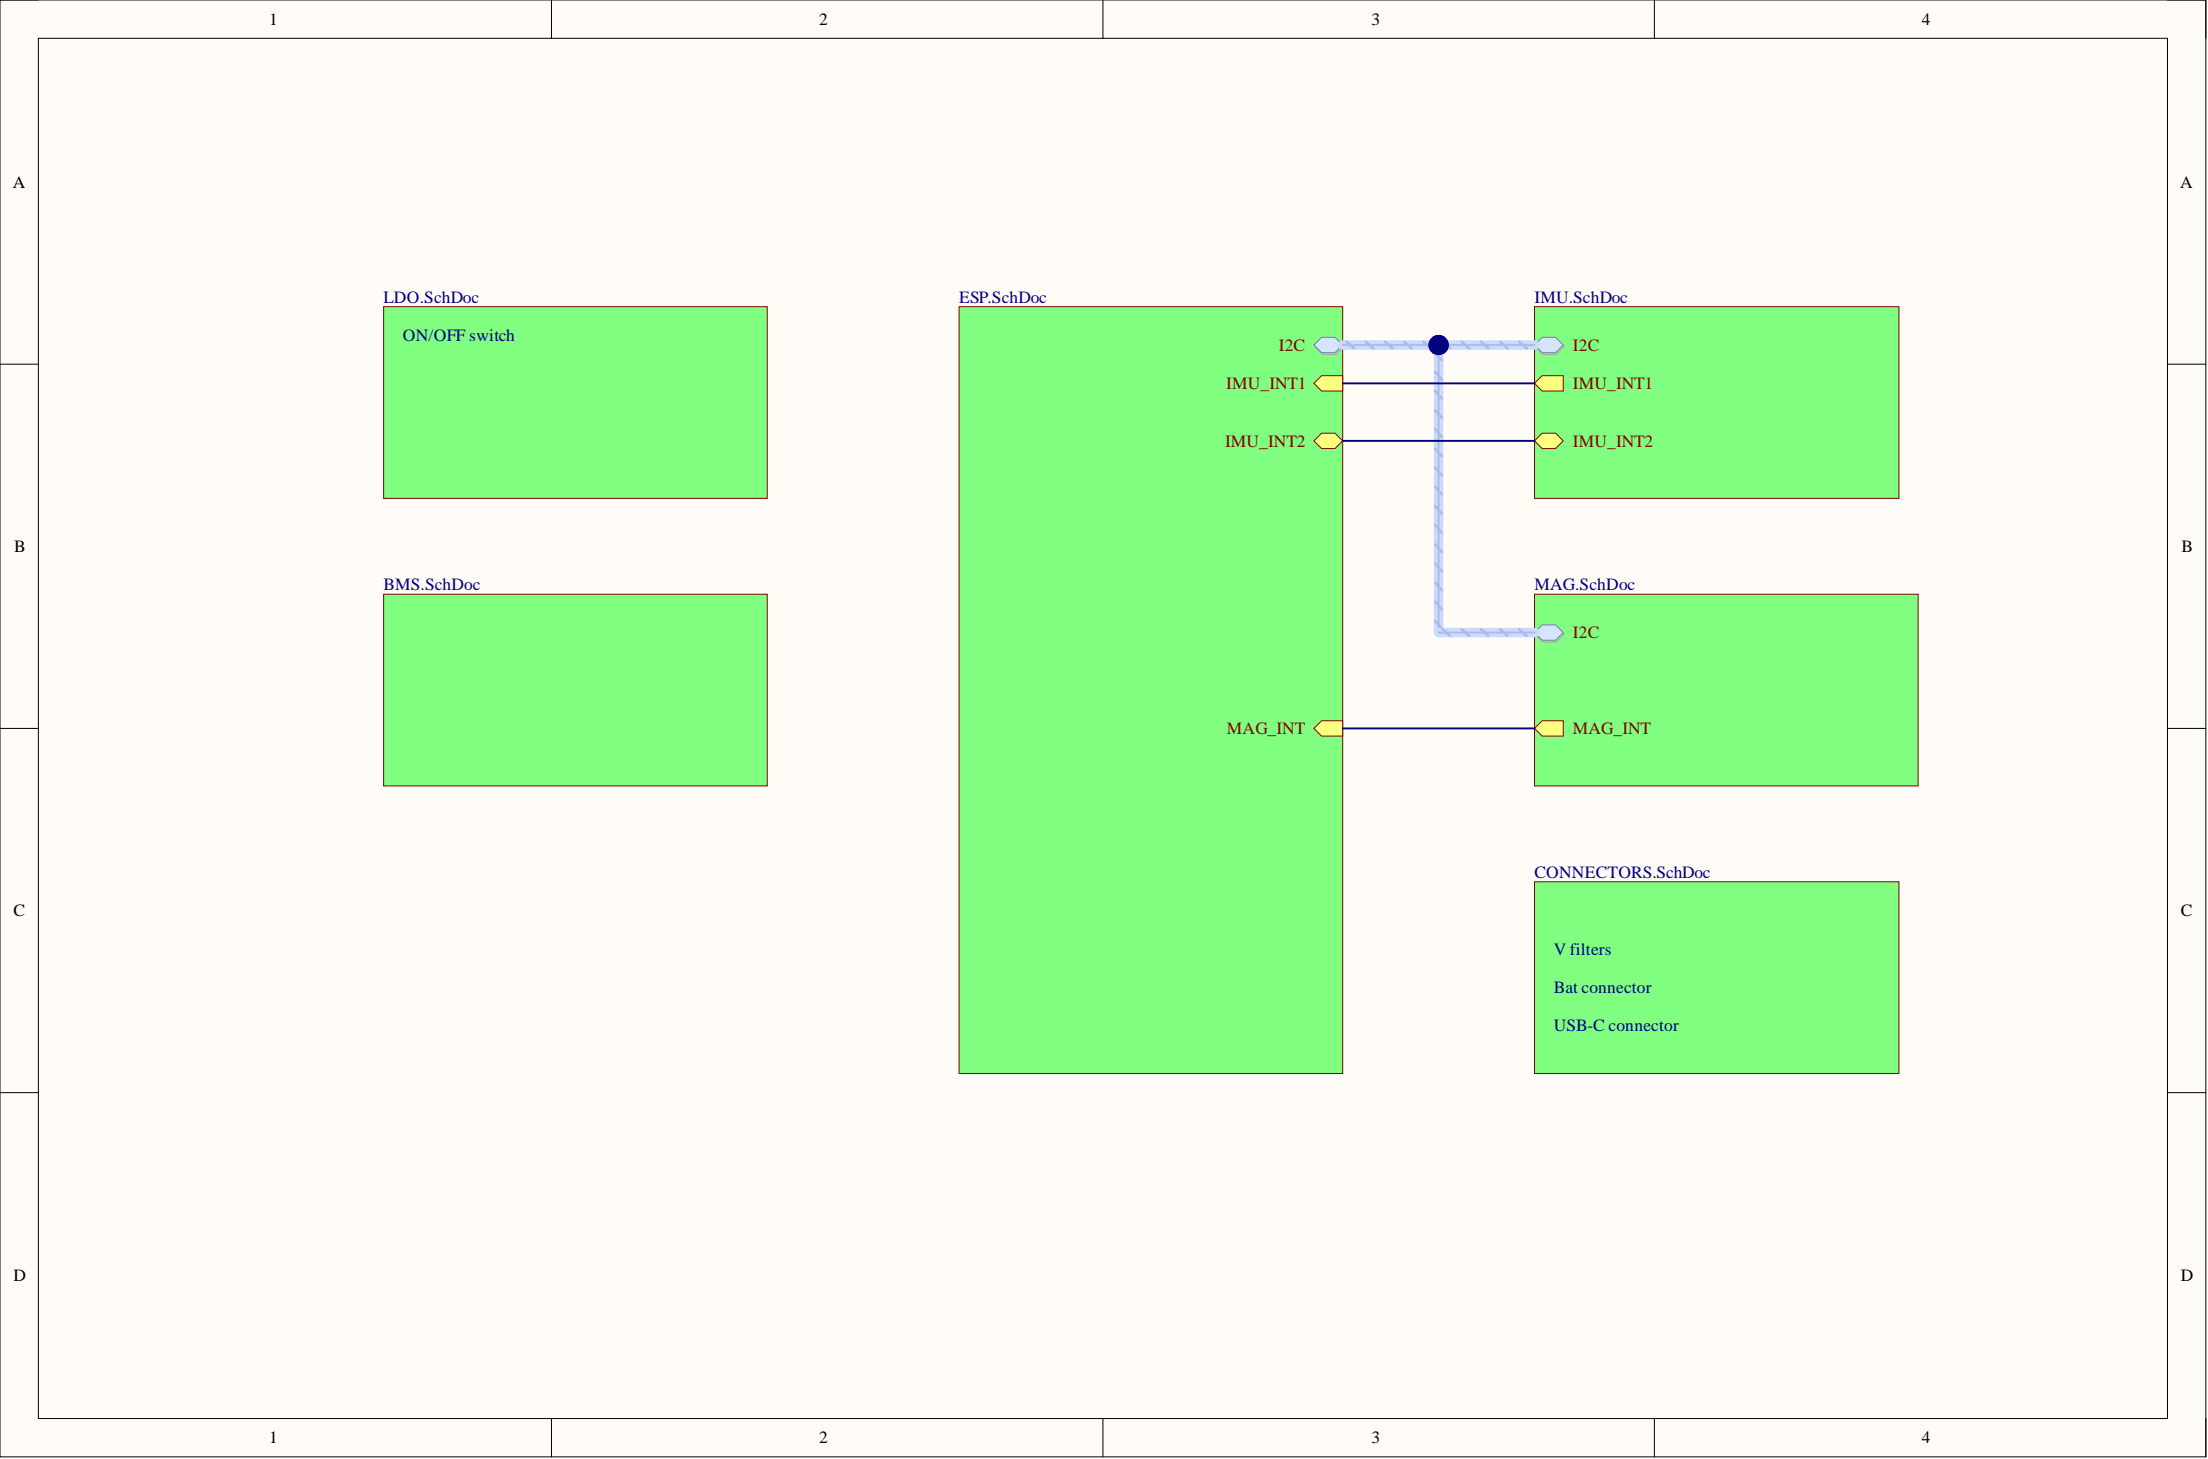 1 2 3 4
A A
LDO.SchDoc
ON/OFF switch
ESP.SchDoc
I2C
IMU_INT1
IMU_INT2
MAG_INT
IMU.SchDoc
I2C
IMU_INT1
IMU_INT2
B B
BMS.SchDoc
MAG.SchDoc
I2C
MAG_INT
CONNECTORS.SchDoc
C C
V filters
Bat connector
USB-C connector
D D
1 2 3 4